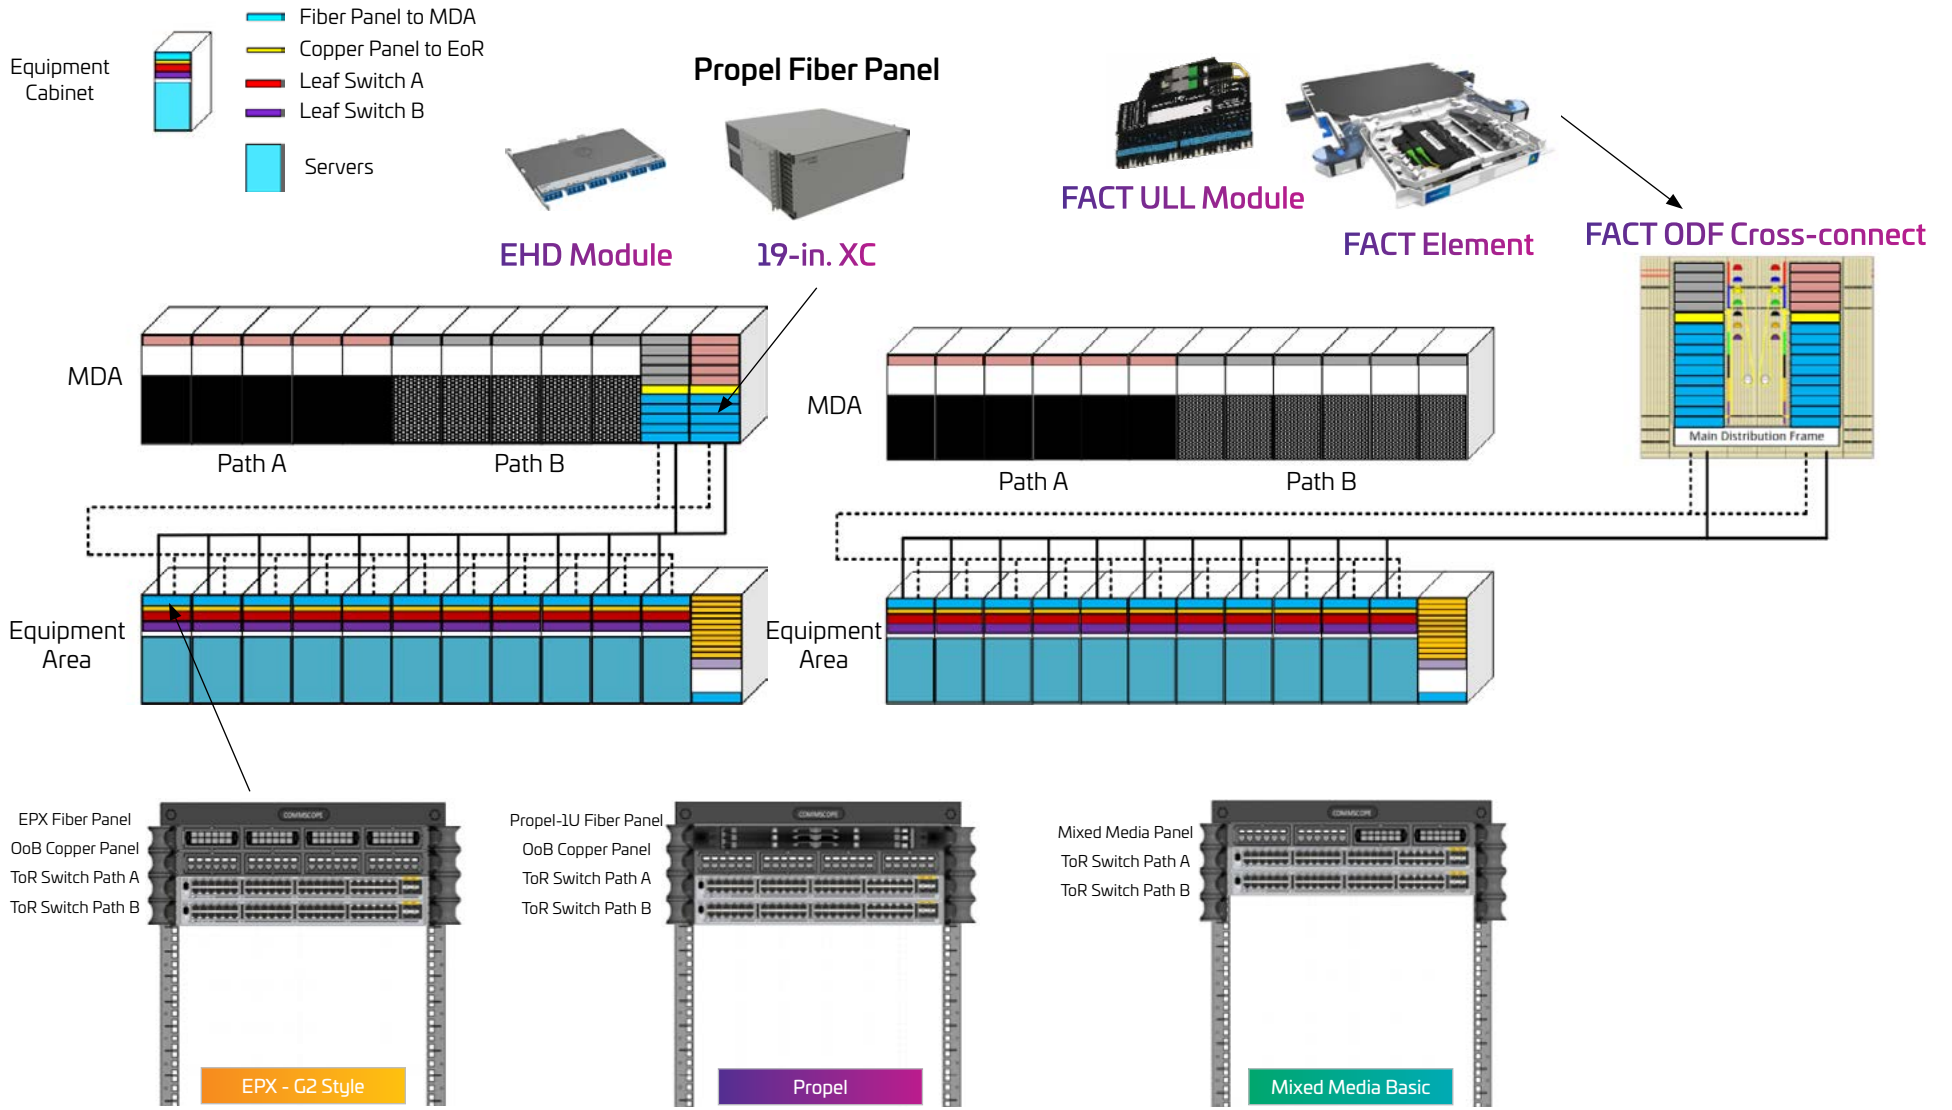 Fiber Panel to MDA
Copper Panel to EoR
Leaf Switch A
Leaf Switch B
Servers
Equipment
Cabinet
Propel Fiber Panel
EHD Module
19-in. XC
FACT ULL Module
FACT Element
FACT ODF Cross-connect
Main Distribution Frame
MDA
Path A
Path B
MDA
Path A
Path B
Equipment
Area
Equipment
Area
EPX Fiber Panel
OoB Copper Panel
ToR Switch Path A
ToR Switch Path B
COMMSCOPE
EPX - G2 Style
Propel-1U Fiber Panel
OoB Copper Panel
ToR Switch Path A
ToR Switch Path B
COMMSCOPE
Propel
Mixed Media Panel
ToR Switch Path A
ToR Switch Path B
COMMSCOPE
Mixed Media Basic